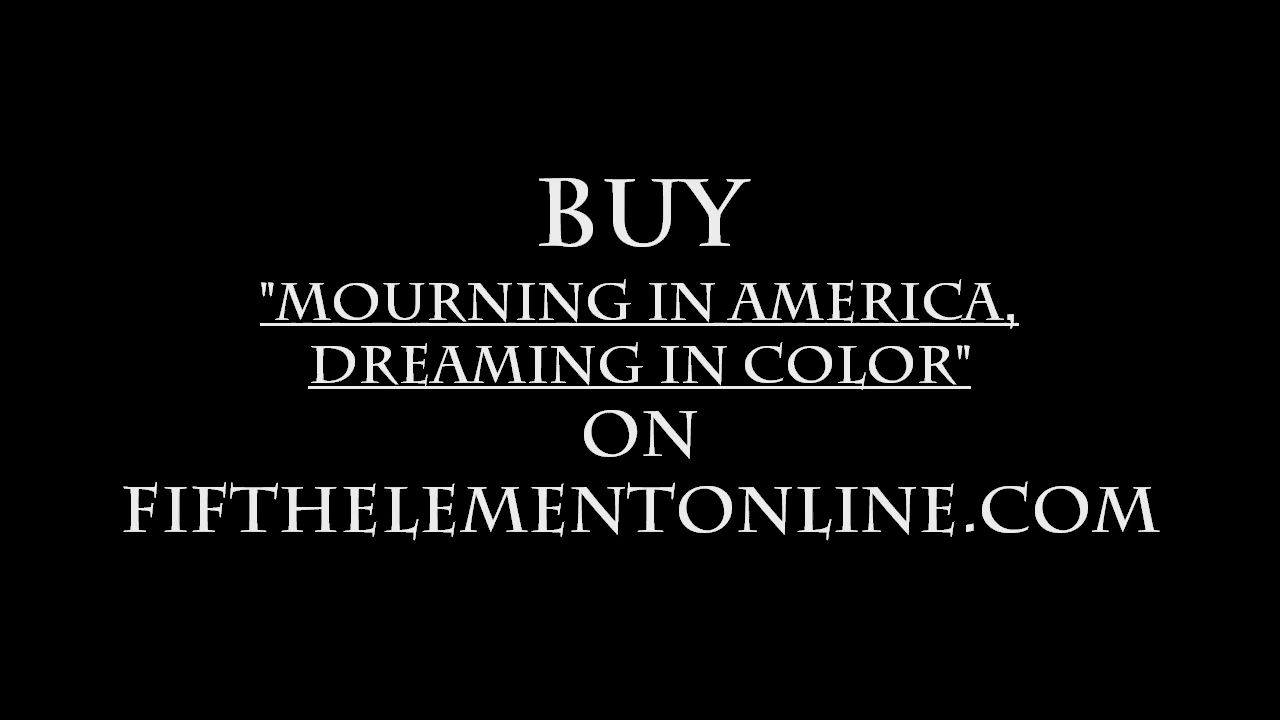 BUY
"MOURNING IN AMERICA,
DREAMING IN COLOR"
ON
FIFTHELEMENTONLINE.COM